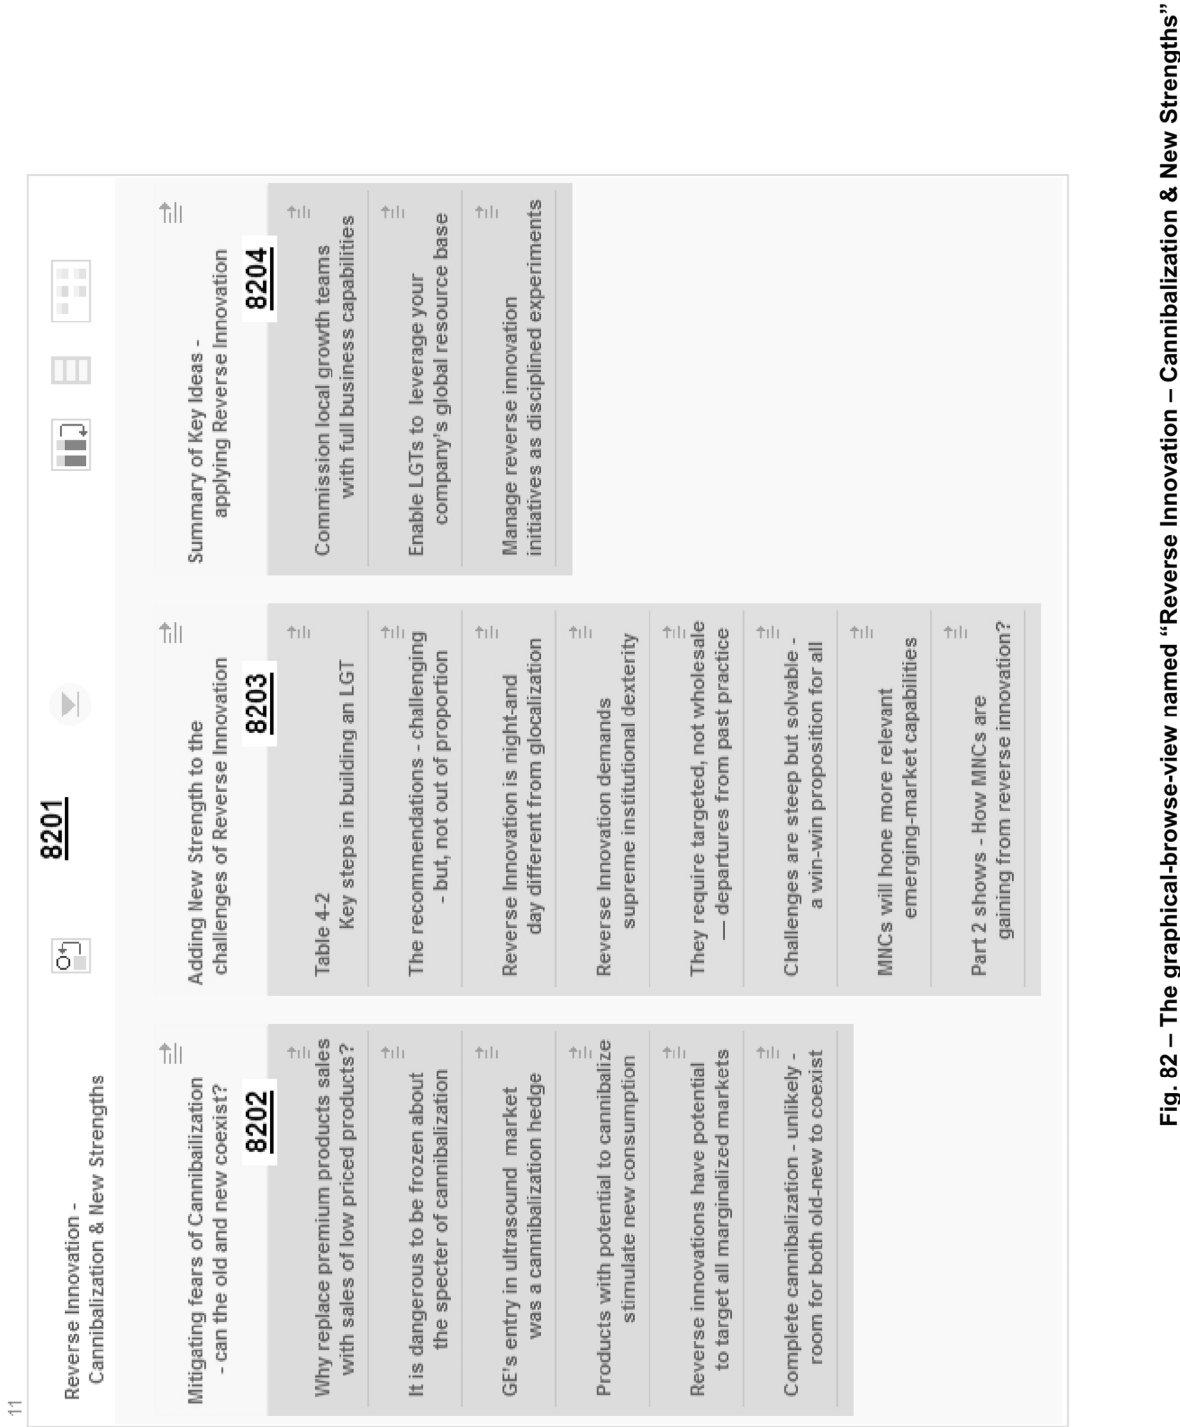 11
Reverse Innovation -
Cannibalization & New Strengths
8201
Mitigating fears of Cannibailization
- can the old and new coexist?
8202
Why replace premium products sales
with sales of low priced products?
It is dangerous to be frozen about
the specter of cannibalization
GE's entry in ultrasound market
was a cannibalization hedge
Products with potential to cannibalize
stimulate new consumption
Reverse innovations have potential
to target all marginalized markets
Complete cannibalization - unlikely -
room for both old-new to coexist
Adding New Strength to the
challenges of Reverse Innovation
8203
Table 4-2
Key steps in building an LGT
The recommendations - challenging
- but, not out of proportion
Reverse Innovation is night-and
day different from glocalization
Reverse Innovation demands
supreme institutional dexterity
They require targeted, not wholesale
— departures from past practice
Challenges are steep but solvable -
a win-win proposition for all
MNCs will hone more relevant
emerging-market capabilities
Part 2 shows - How MNCs are
gaining from reverse innovation?
Summary of Key Ideas -
applying Reverse Innovation
8204
Commission local growth teams
with full business capabilities
Enable LGTs to leverage your
company's global resource base
Manage reverse innovation
initiatives as disciplined experiments
Fig. 82 – The graphical-browse-view named “Reverse Innovation – Cannibalization & New Strengths”